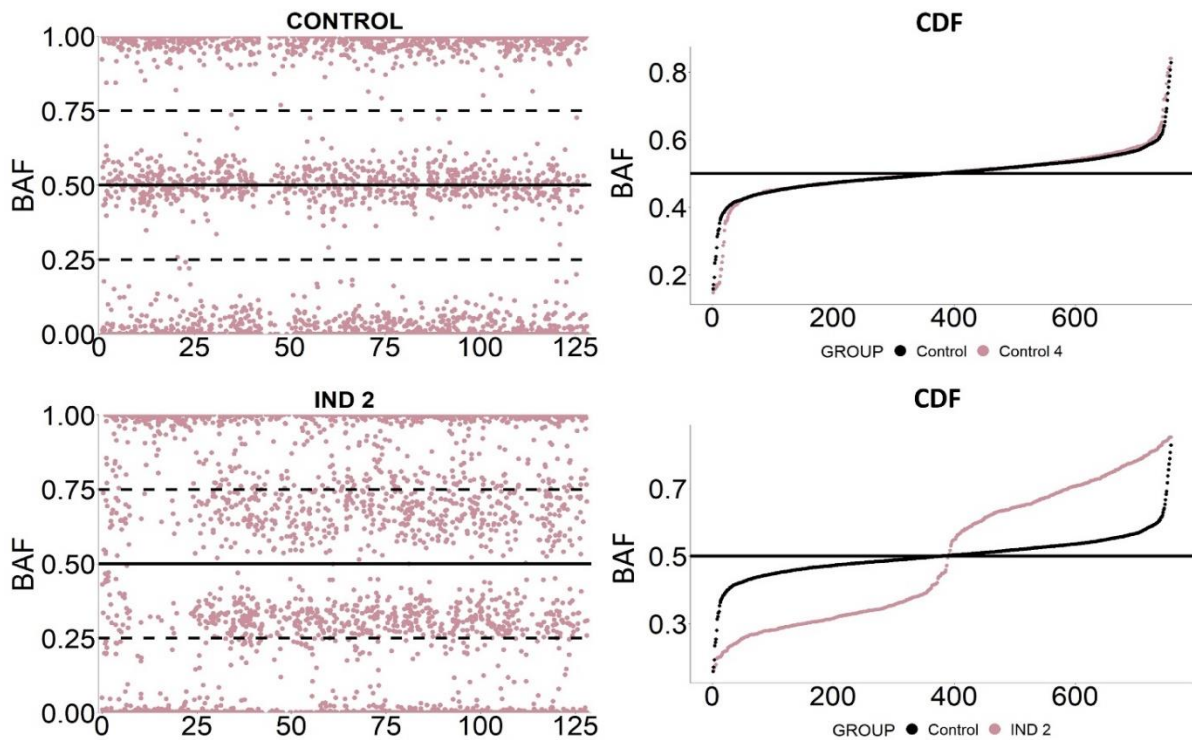 CONTROL
BAF
1.00
0.75
0.50
0.25
0.00
0 25 50 75 100 125
CDF
BAF
0.8
0.6
0.4
0.2
0 200 400 600
GROUP Control Control 4
IND 2
BAF
1.00
0.75
0.50
0.25
0.00
0 25 50 75 100 125
CDF
BAF
0.7
0.5
0.3
0 200 400 600
GROUP Control IND 2